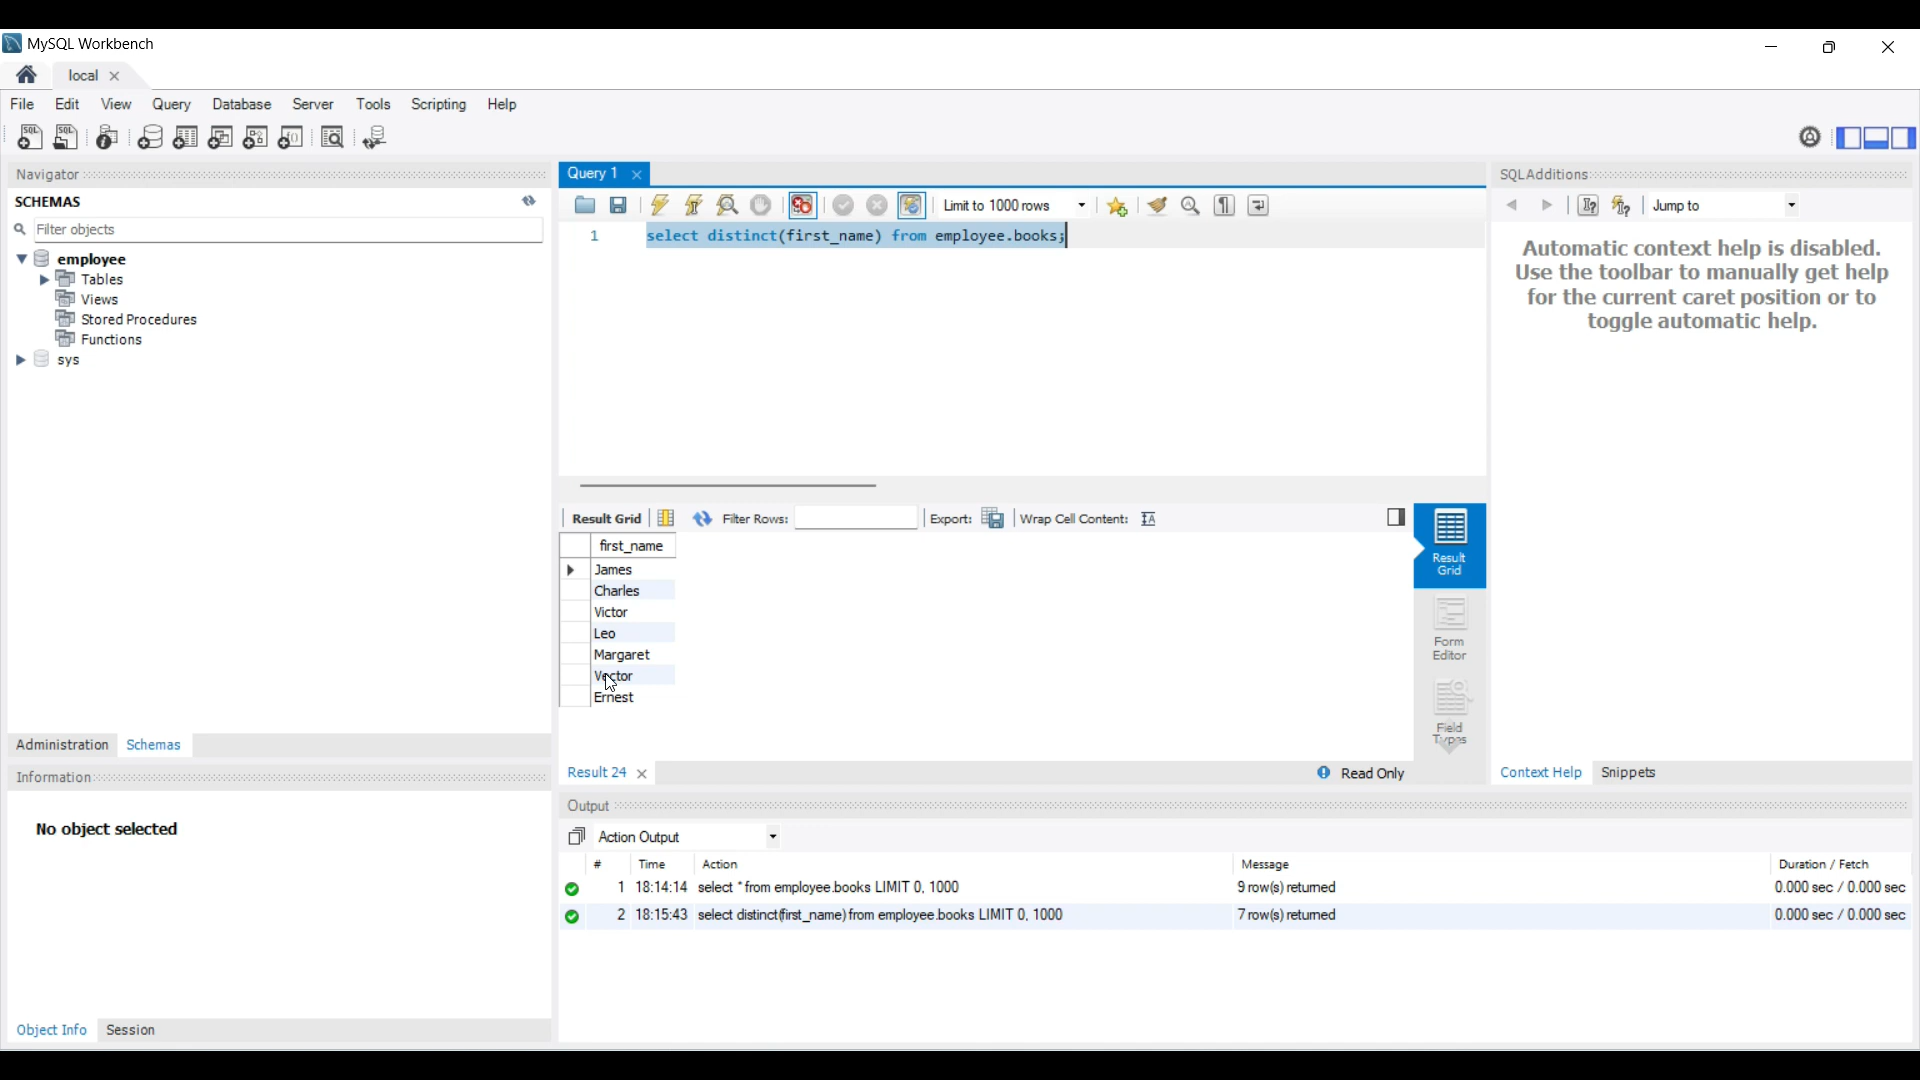 MySQL Workbench
local
File Edit View Query Database Server Tools Scripting Help
SQL SQL
Navigator
SCHEMAS
Filter objects
employee
Tables
Views
Stored Procedures
Functions
sys
Administration Schemas
Information
No object selected
Object Info Session
Query 1
Limit to 1000 rows
1 select distinct(first_name) from employee.books;
Result Grid Filter Rows: Export: Wrap Cell Content:
first_name
James
Charles
Victor
Leo
Margaret
Vector
Ernest
Result Grid
Form Editor
Field Types
Result 24
Read Only
SQLAdditions
Jump to
Automatic context help is disabled.
Use the toolbar to manually get help
for the current caret position or to
toggle automatic help.
Context Help Snippets
Output
Action Output
# Time Action Message Duration / Fetch
1 18:14:14 select * from employee.books LIMIT 0, 1000 9 row(s) returned 0.000 sec / 0.000 sec
2 18:15:43 select distinct(first_name) from employee.books LIMIT 0, 1000 7 row(s) returned 0.000 sec / 0.000 sec